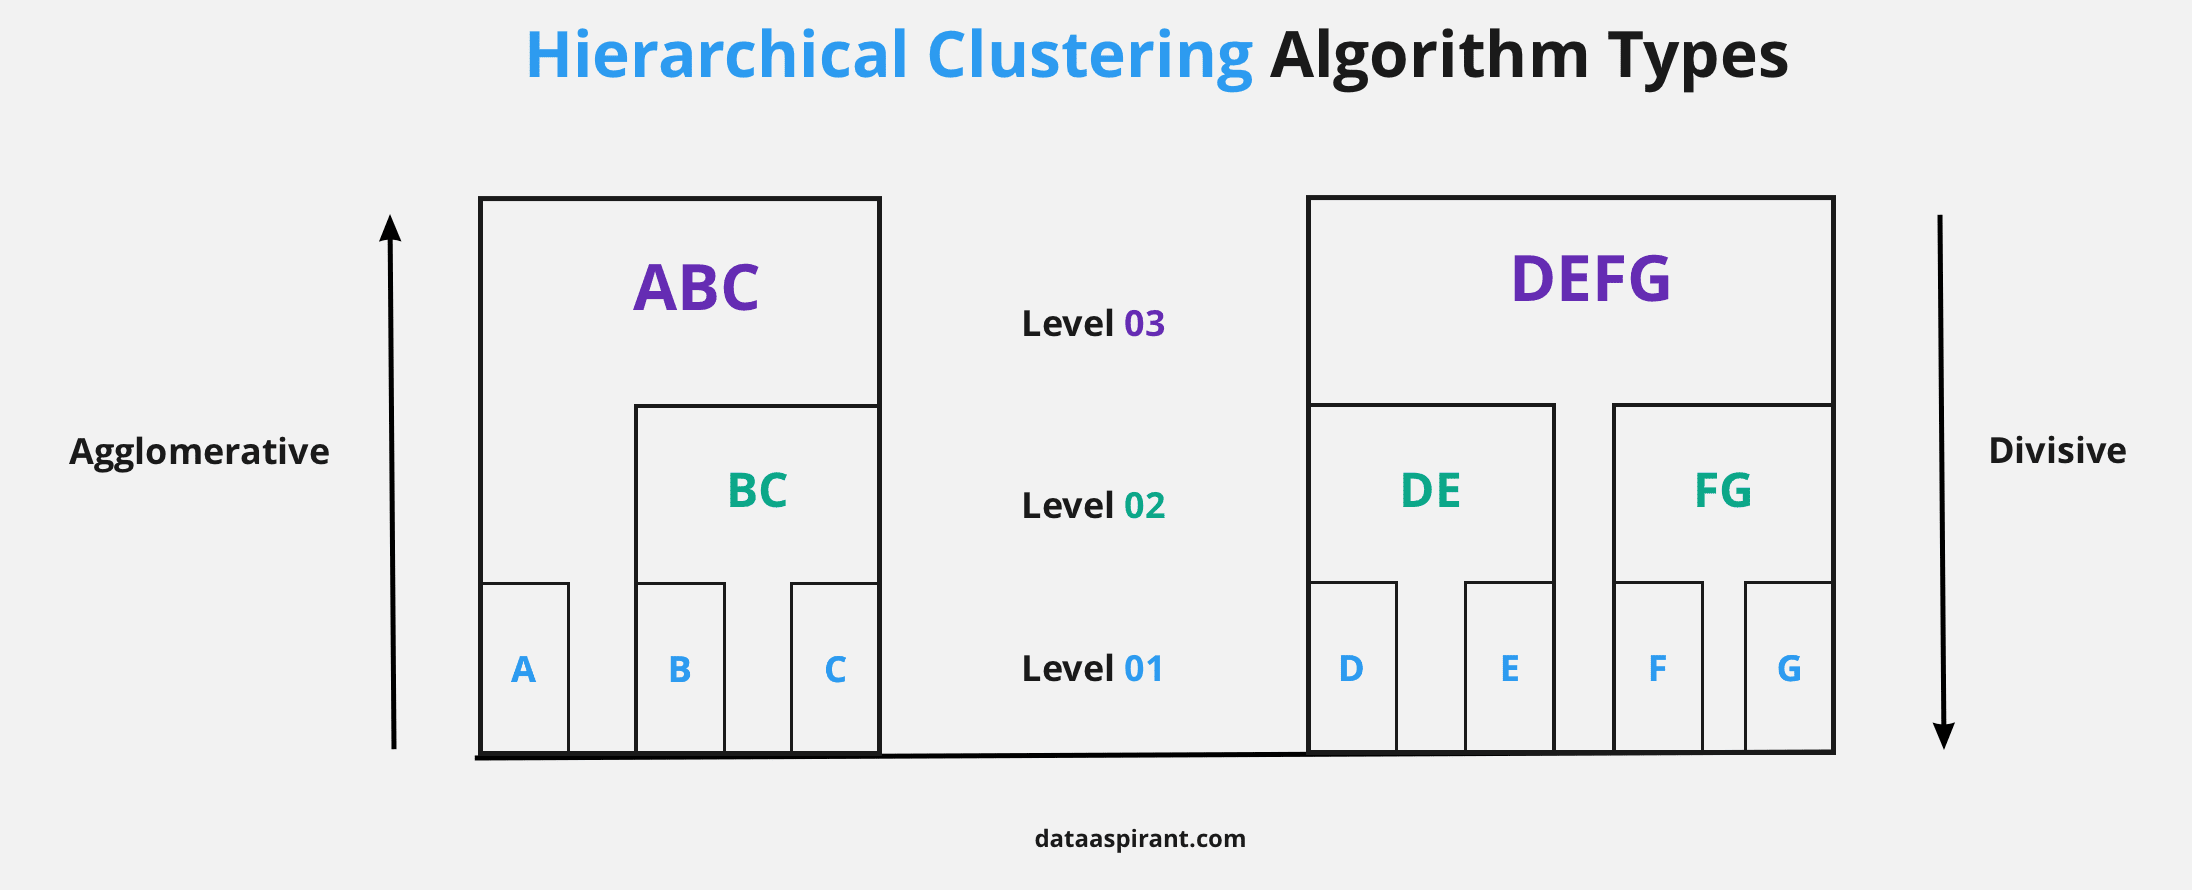 Hierarchical Clustering Algorithm Types
ABC
DEFG
Level 03
Agglomerative
Divisive
BC
Level 02
DE
FG
A
B
C
Level 01
D
E
F
G
dataaspirant.com